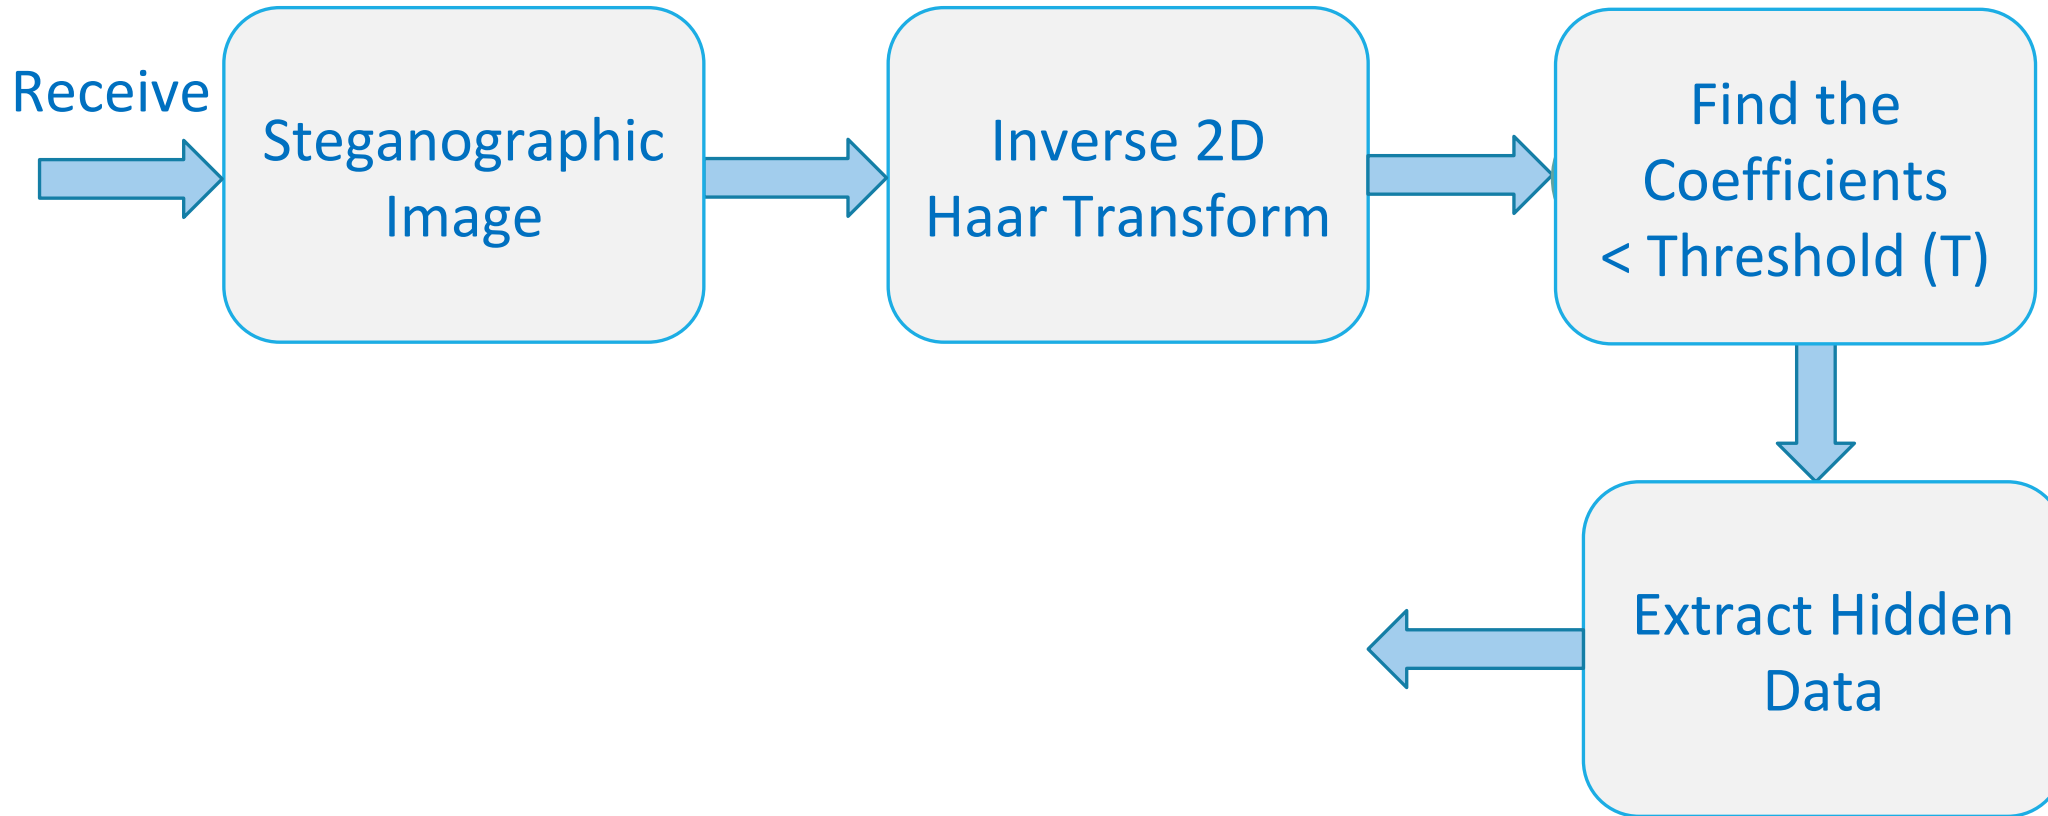 Receive
Steganographic
Image
Inverse 2D
Haar Transform
Find the
Coefficients
< Threshold (T)
Extract Hidden
Data